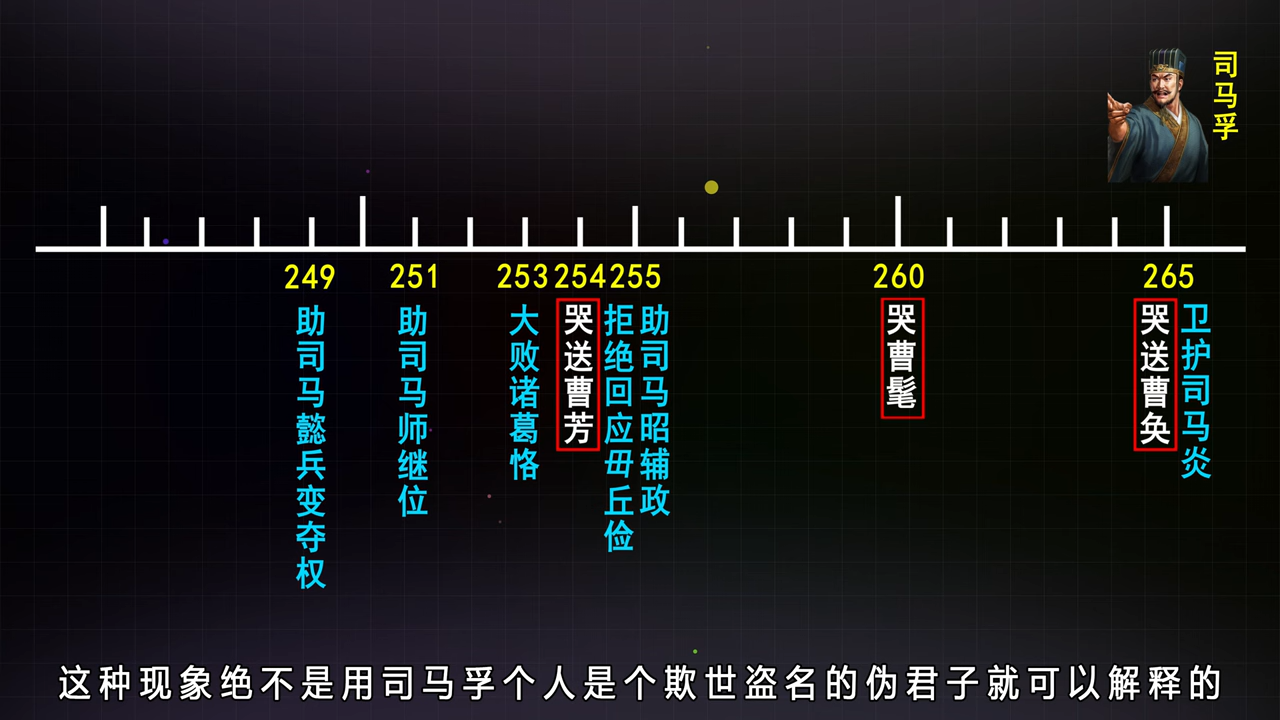 司马孚
249
251
253
254
255
260
265
助司马懿兵变夺权
助司马师继位
大败诸葛恪
哭送曹芳
拒绝回应毌丘俭
助司马昭辅政
哭曹髦
哭送曹奂
卫护司马炎
这种现象绝不是用司马孚个人是个欺世盗名的伪君子就可以解释的